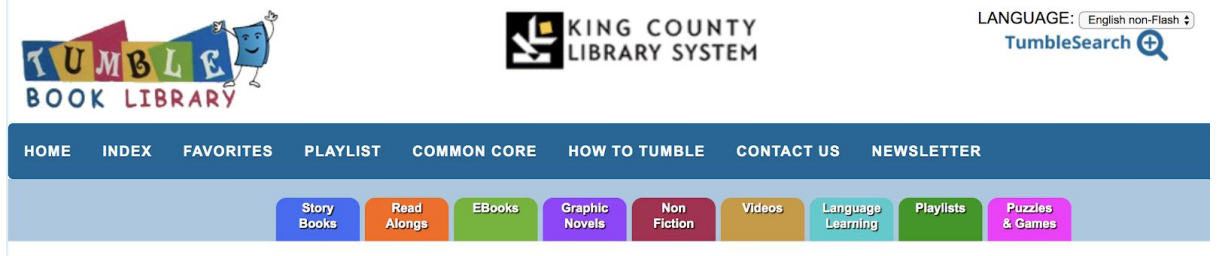 TUMBLE
BOOK LIBRARY
KING COUNTY
LIBRARY SYSTEM
LANGUAGE: English non-Flash
TumbleSearch
HOME INDEX FAVORITES PLAYLIST COMMON CORE HOW TO TUMBLE CONTACT US NEWSLETTER
Story
Books
Read
Alongs
EBooks
Graphic
Novels
Non
Fiction
Videos
Language
Learning
Playlists
Puzzles
& Games